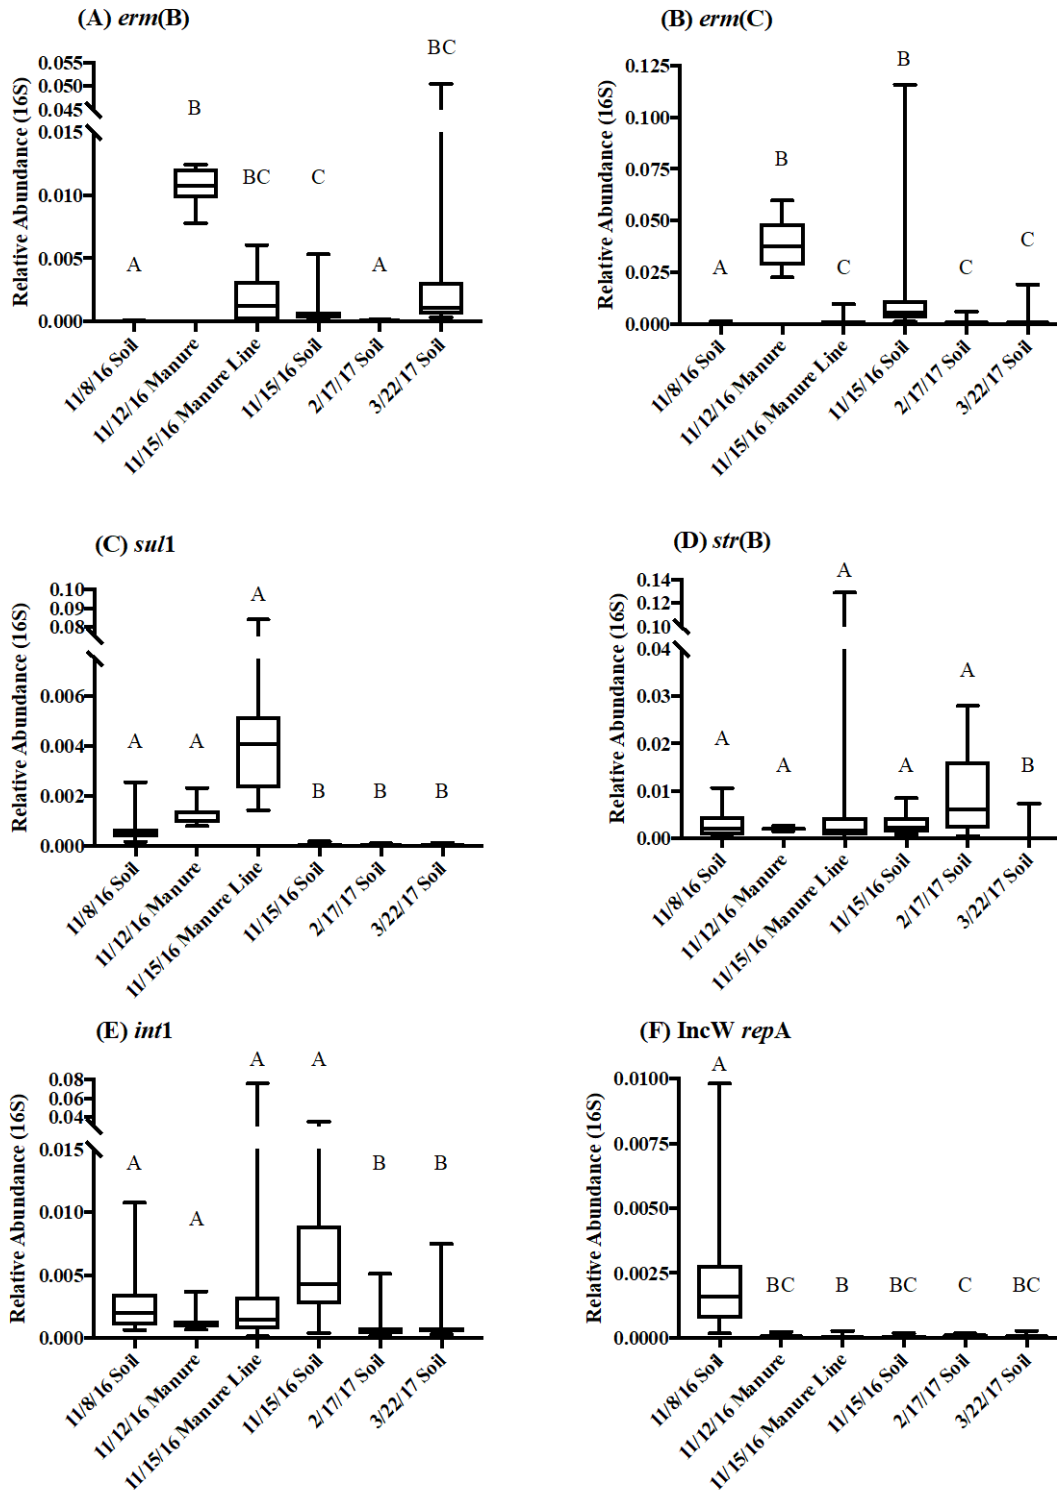 (A) erm(B)
Relative Abundance (16S)
0.055
0.050
0.045
0.015
0.010
0.005
0.000
A
B
BC
C
A
BC
11/8/16 Soil
11/12/16 Manure
11/15/16 Manure Line
11/15/16 Soil
2/17/17 Soil
3/22/17 Soil
(B) erm(C)
Relative Abundance (16S)
0.125
0.100
0.075
0.050
0.025
0.000
A
B
C
B
C
C
11/8/16 Soil
11/12/16 Manure
11/15/16 Manure Line
11/15/16 Soil
2/17/17 Soil
3/22/17 Soil
(C) sul1
Relative Abundance (16S)
0.10
0.09
0.08
0.006
0.004
0.002
0.000
A
A
A
B
B
B
11/8/16 Soil
11/12/16 Manure
11/15/16 Manure Line
11/15/16 Soil
2/17/17 Soil
3/22/17 Soil
(D) str(B)
Relative Abundance (16S)
0.14
0.12
0.10
0.04
0.03
0.02
0.01
0.00
A
A
A
A
A
B
11/8/16 Soil
11/12/16 Manure
11/15/16 Manure Line
11/15/16 Soil
2/17/17 Soil
3/22/17 Soil
(E) int1
Relative Abundance (16S)
0.08
0.06
0.04
0.015
0.010
0.005
0.000
A
A
A
A
B
B
11/8/16 Soil
11/12/16 Manure
11/15/16 Manure Line
11/15/16 Soil
2/17/17 Soil
3/22/17 Soil
(F) IncW repA
Relative Abundance (16S)
0.0100
0.0075
0.0050
0.0025
0.0000
A
BC
B
BC
C
BC
11/8/16 Soil
11/12/16 Manure
11/15/16 Manure Line
11/15/16 Soil
2/17/17 Soil
3/22/17 Soil